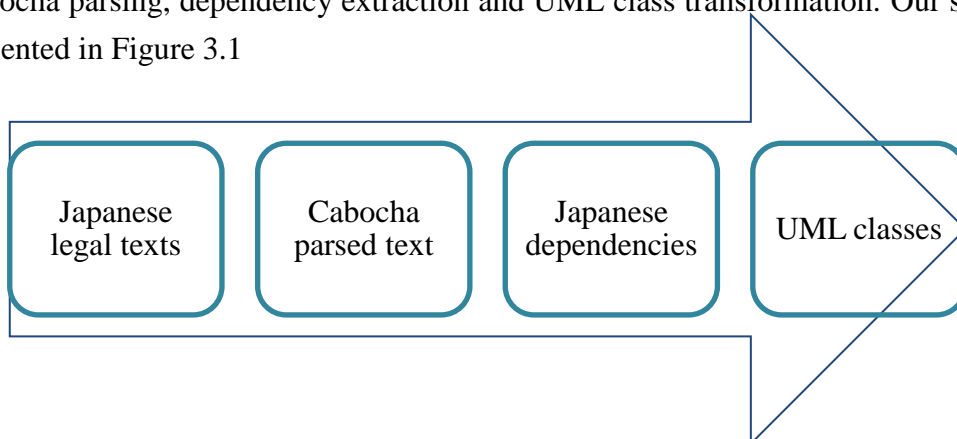 ocha parsing, dependency extraction and UML class transformation. Our s
ented in Figure 3.1
Japanese
legal texts
Cabocha
parsed text
Japanese
dependencies
UML classes